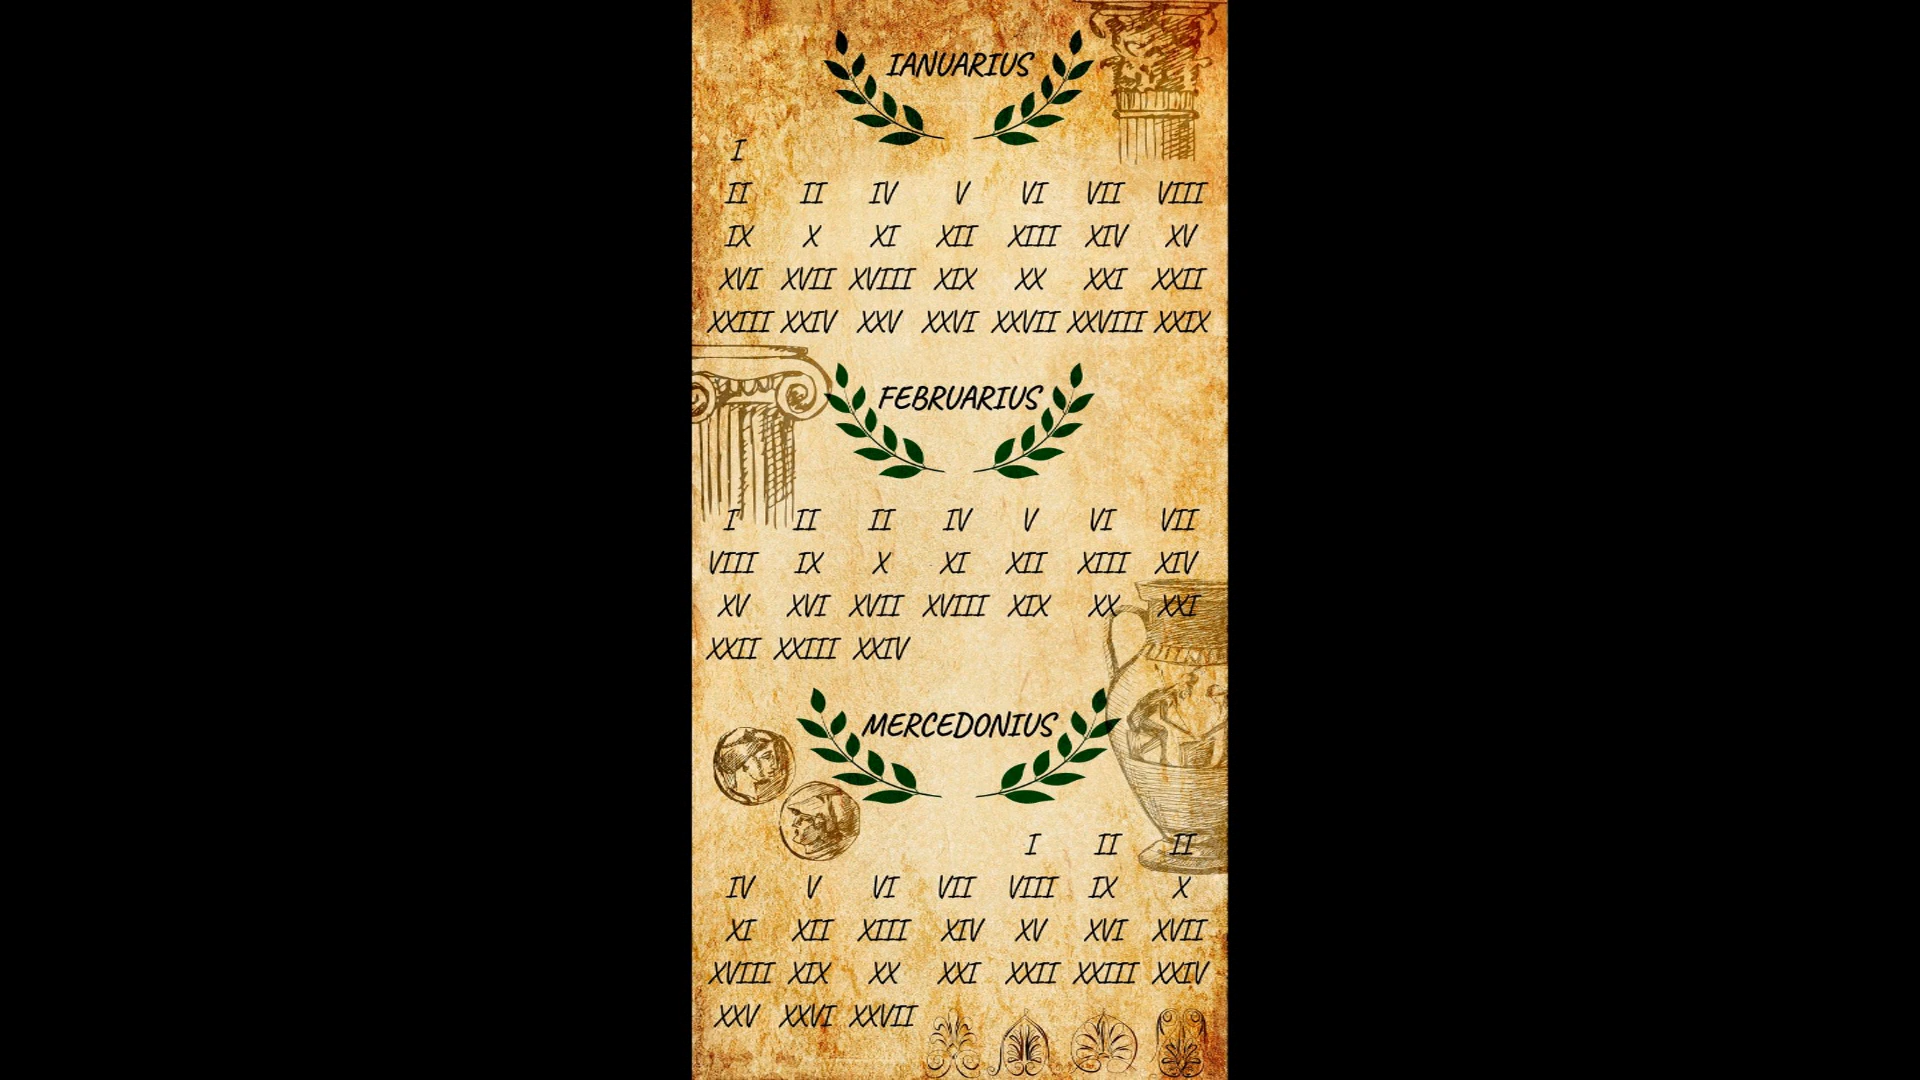 IANUARIUS
I
II II IV V VI VII VIII
IX X XI XII XIII XIV XV
XVI XVII XVIII XIX XX XXI XXII
XXIII XXIV XXV XXVI XXVII XXVIII XXIX
FEBRUARIUS
I II II IV V VI VII
VIII IX X XI XII XIII XIV
XV XVI XVII XVIII XIX XX XXI
XXII XXIII XXIV
MERCEDONIUS
I II II
IV V VI VII VIII IX X
XI XII XIII XIV XV XVI XVII
XVIII XIX XX XXI XXII XXIII XXIV
XXV XXVI XXVII